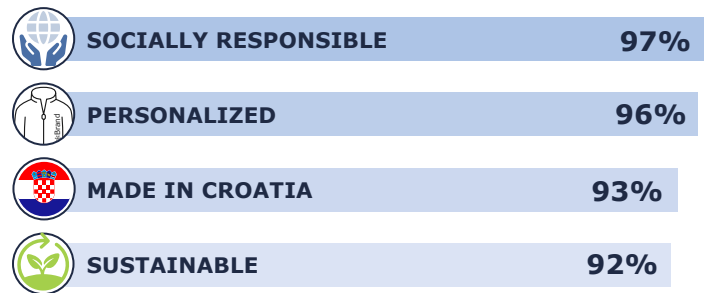 SOCIALLY RESPONSIBLE 97%
PERSONALIZED 96%
MADE IN CROATIA 93%
SUSTAINABLE 92%